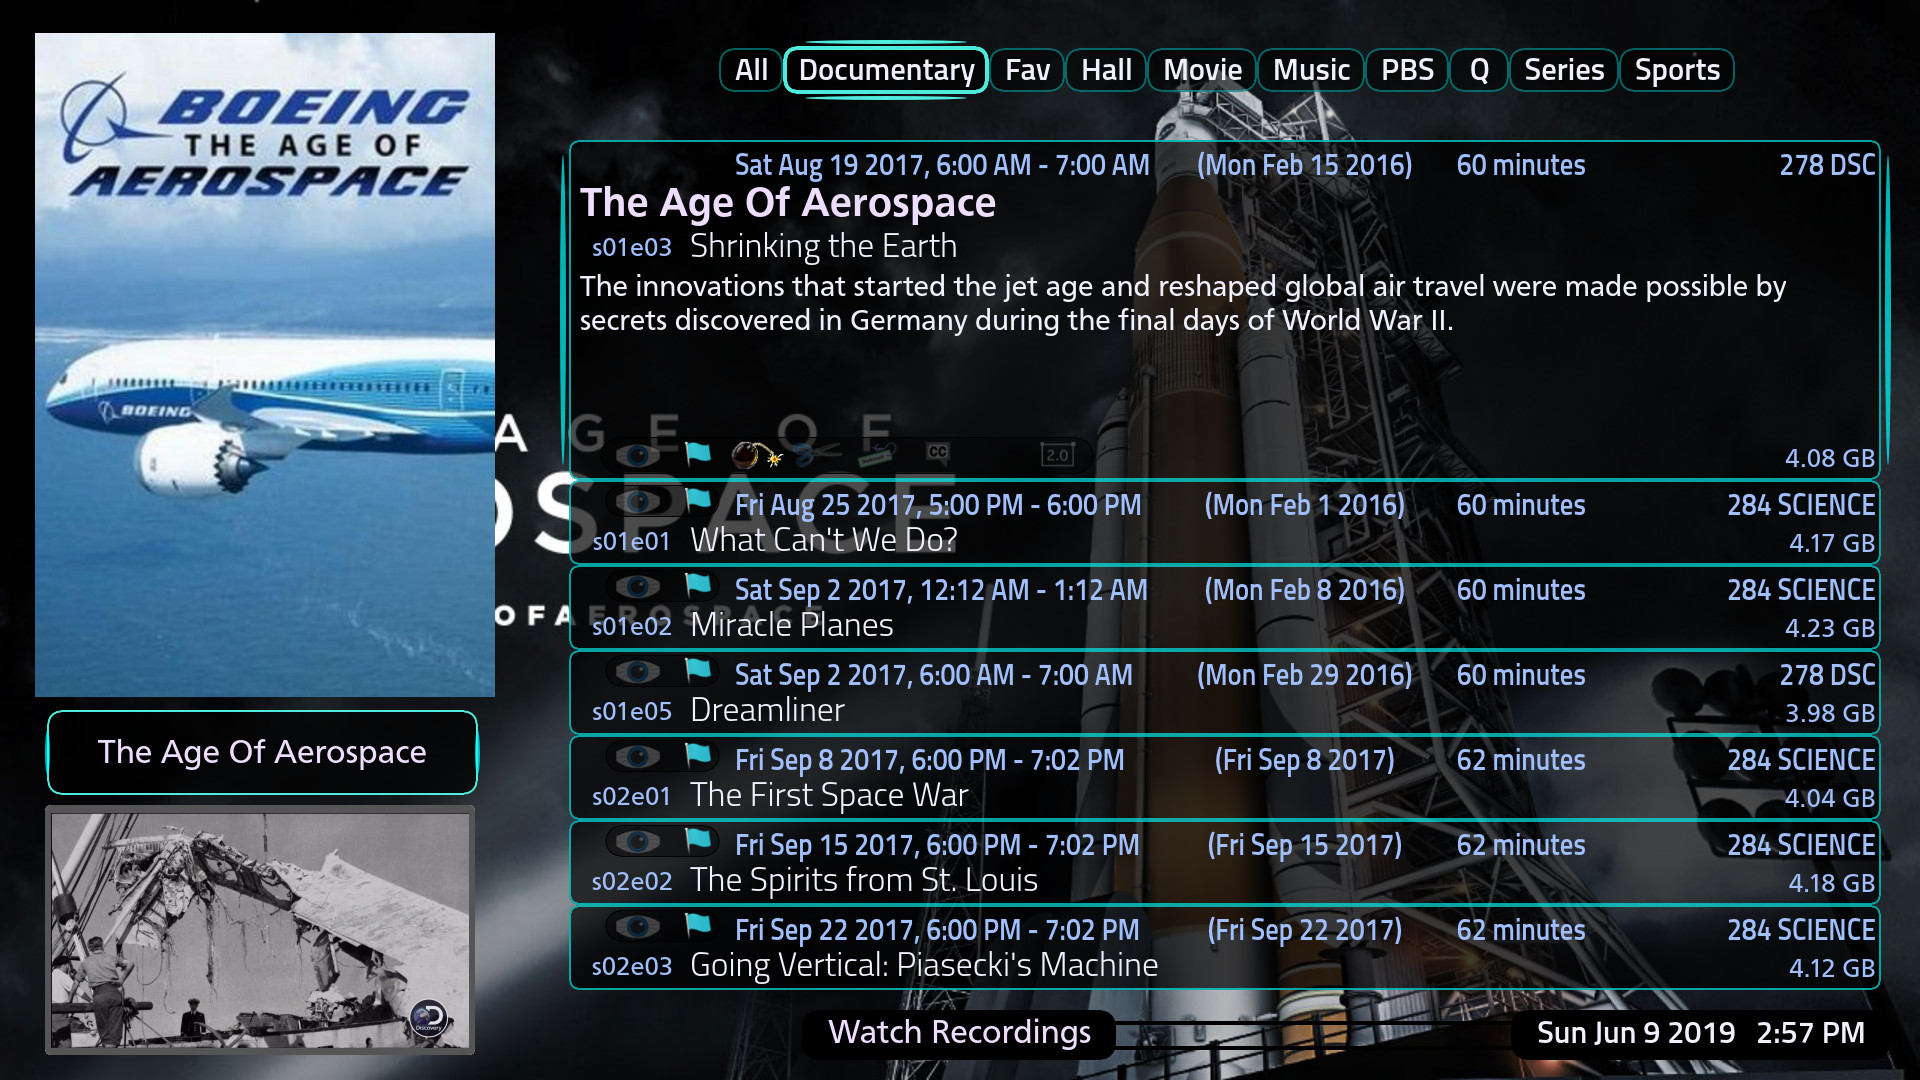 BOEING
THE AGE OF
AEROSPACE
BOEING
The Age Of Aerospace
Discovery
All Documentary Fav Hall Movie Music PBS Q Series Sports
Sat Aug 19 2017, 6:00 AM - 7:00 AM (Mon Feb 15 2016) 60 minutes 278 DSC
The Age Of Aerospace
s01e03 Shrinking the Earth
The innovations that started the jet age and reshaped global air travel were made possible by
secrets discovered in Germany during the final days of World War II.
AGE OF
CC 2.0 4.08 GB
OSPACE
Fri Aug 25 2017, 5:00 PM - 6:00 PM (Mon Feb 1 2016) 60 minutes 284 SCIENCE
s01e01 What Can't We Do? 4.17 GB
Sat Sep 2 2017, 12:12 AM - 1:12 AM (Mon Feb 8 2016) 60 minutes 284 SCIENCE
OFAEROSPACE
s01e02 Miracle Planes 4.23 GB
Sat Sep 2 2017, 6:00 AM - 7:00 AM (Mon Feb 29 2016) 60 minutes 278 DSC
s01e05 Dreamliner 3.98 GB
Fri Sep 8 2017, 6:00 PM - 7:02 PM (Fri Sep 8 2017) 62 minutes 284 SCIENCE
s02e01 The First Space War 4.04 GB
Fri Sep 15 2017, 6:00 PM - 7:02 PM (Fri Sep 15 2017) 62 minutes 284 SCIENCE
s02e02 The Spirits from St. Louis 4.18 GB
Fri Sep 22 2017, 6:00 PM - 7:02 PM (Fri Sep 22 2017) 62 minutes 284 SCIENCE
s02e03 Going Vertical: Piasecki's Machine 4.12 GB
Watch Recordings Sun Jun 9 2019 2:57 PM